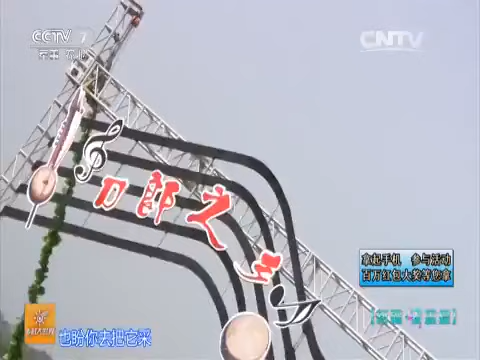 CCTV 7
军事 农业
CNTV
刀郎之乡
拿起手机 参与活动
百万红包大奖等您拿
也盼你去把它采